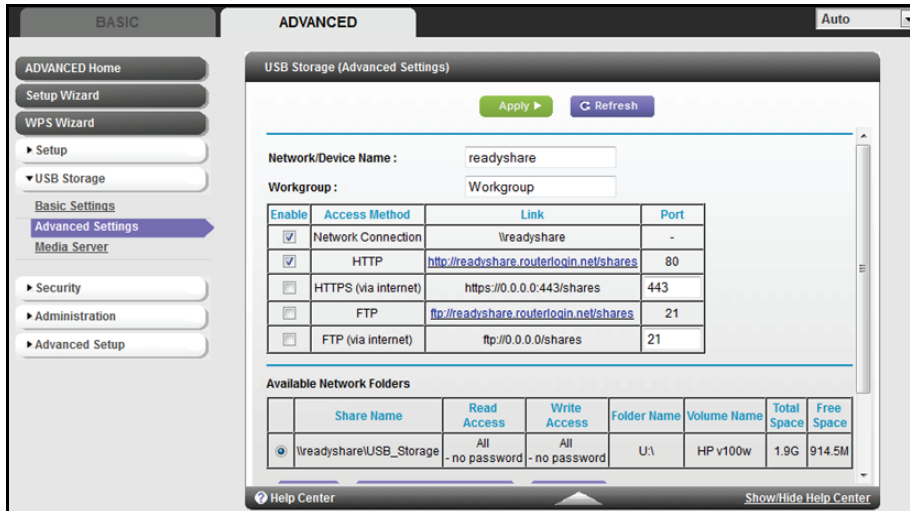 BASIC
ADVANCED
Auto
ADVANCED Home
Setup Wizard
WPS Wizard
Setup
USB Storage
Basic Settings
Advanced Settings
Media Server
Security
Administration
Advanced Setup
USB Storage (Advanced Settings)
Apply
Refresh
Network/Device Name : readyshare
Workgroup : Workgroup
Enable Access Method Link Port
Network Connection \\readyshare -
HTTP http://readyshare.routerlogin.net/shares 80
HTTPS (via internet) https://0.0.0.0:443/shares 443
FTP ftp://readyshare.routerlogin.net/shares 21
FTP (via internet) ftp://0.0.0.0/shares 21
Available Network Folders
Share Name Read Access Write Access Folder Name Volume Name Total Space Free Space
\\readyshare\USB_Storage All - no password All - no password U:\ HP v100w 1.9G 914.5M
Help Center
Show/Hide Help Center